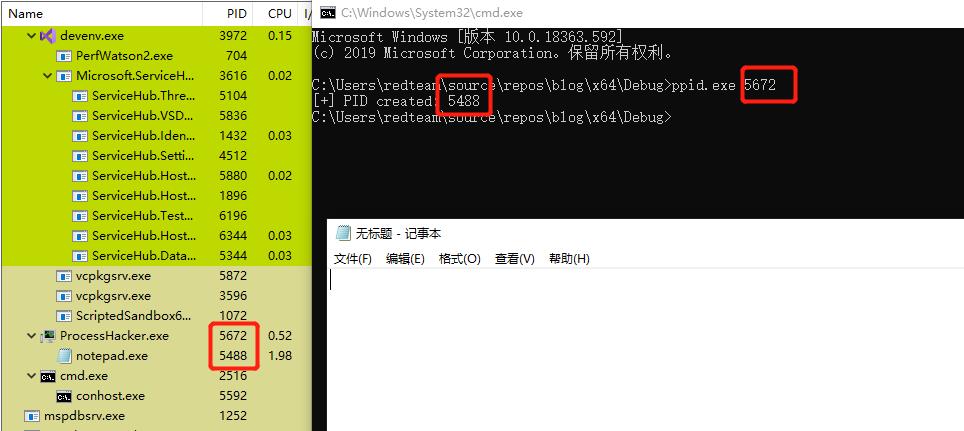 Name PID CPU I/
devenv.exe 3972 0.15
PerfWatson2.exe 704
Microsoft.ServiceH... 3616 0.02
ServiceHub.Thre... 5104
ServiceHub.VSD... 5836
ServiceHub.Iden... 1432 0.03
ServiceHub.Setti... 4512
ServiceHub.Host... 5880 0.02
ServiceHub.Host... 1896
ServiceHub.Test... 6196
ServiceHub.Host... 6344 0.03
ServiceHub.Data... 5344 0.03
vcpkgsrv.exe 5872
vcpkgsrv.exe 3596
ScriptedSandbox6... 1072
ProcessHacker.exe 5672 0.52
notepad.exe 5488 1.98
cmd.exe 2516
conhost.exe 5592
mspdbsrv.exe 1252
C:\Windows\System32\cmd.exe
Microsoft Windows [版本 10.0.18363.592]
(c) 2019 Microsoft Corporation。保留所有权利。
C:\Users\redteam\source\repos\blog\x64\Debug>ppid.exe 5672
[+] PID created: 5488
C:\Users\redteam\source\repos\blog\x64\Debug>
无标题 - 记事本
文件(F) 编辑(E) 格式(O) 查看(V) 帮助(H)